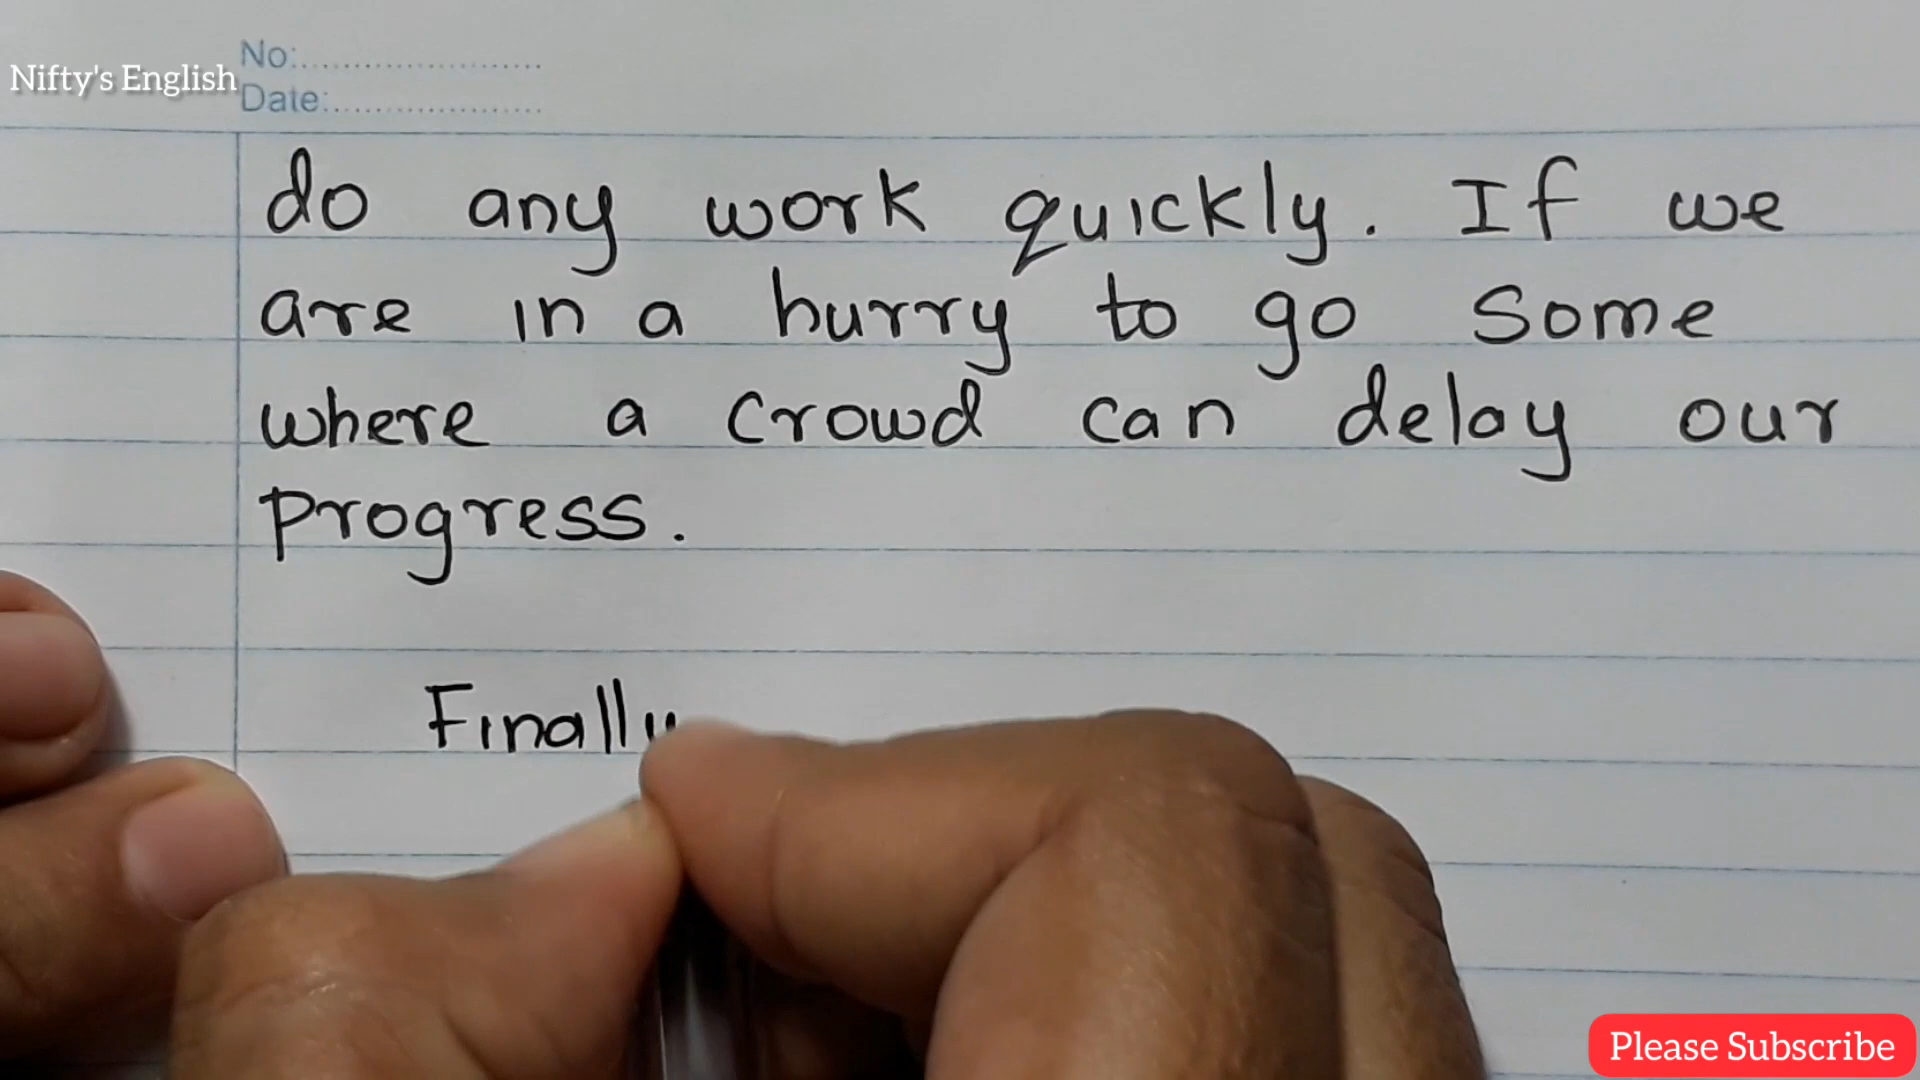 Nifty's English
No:
Date:
do any work quickly. If we
are in a hurry to go some
where a crowd can delay our
progress.
Finally
Please Subscribe